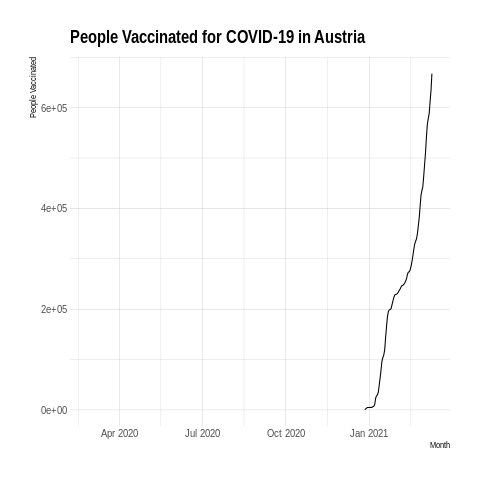 People Vaccinated for COVID-19 in Austria
People Vaccinated
6e+05
4e+05
2e+05
0e+00
Apr 2020 Jul 2020 Oct 2020 Jan 2021
Month